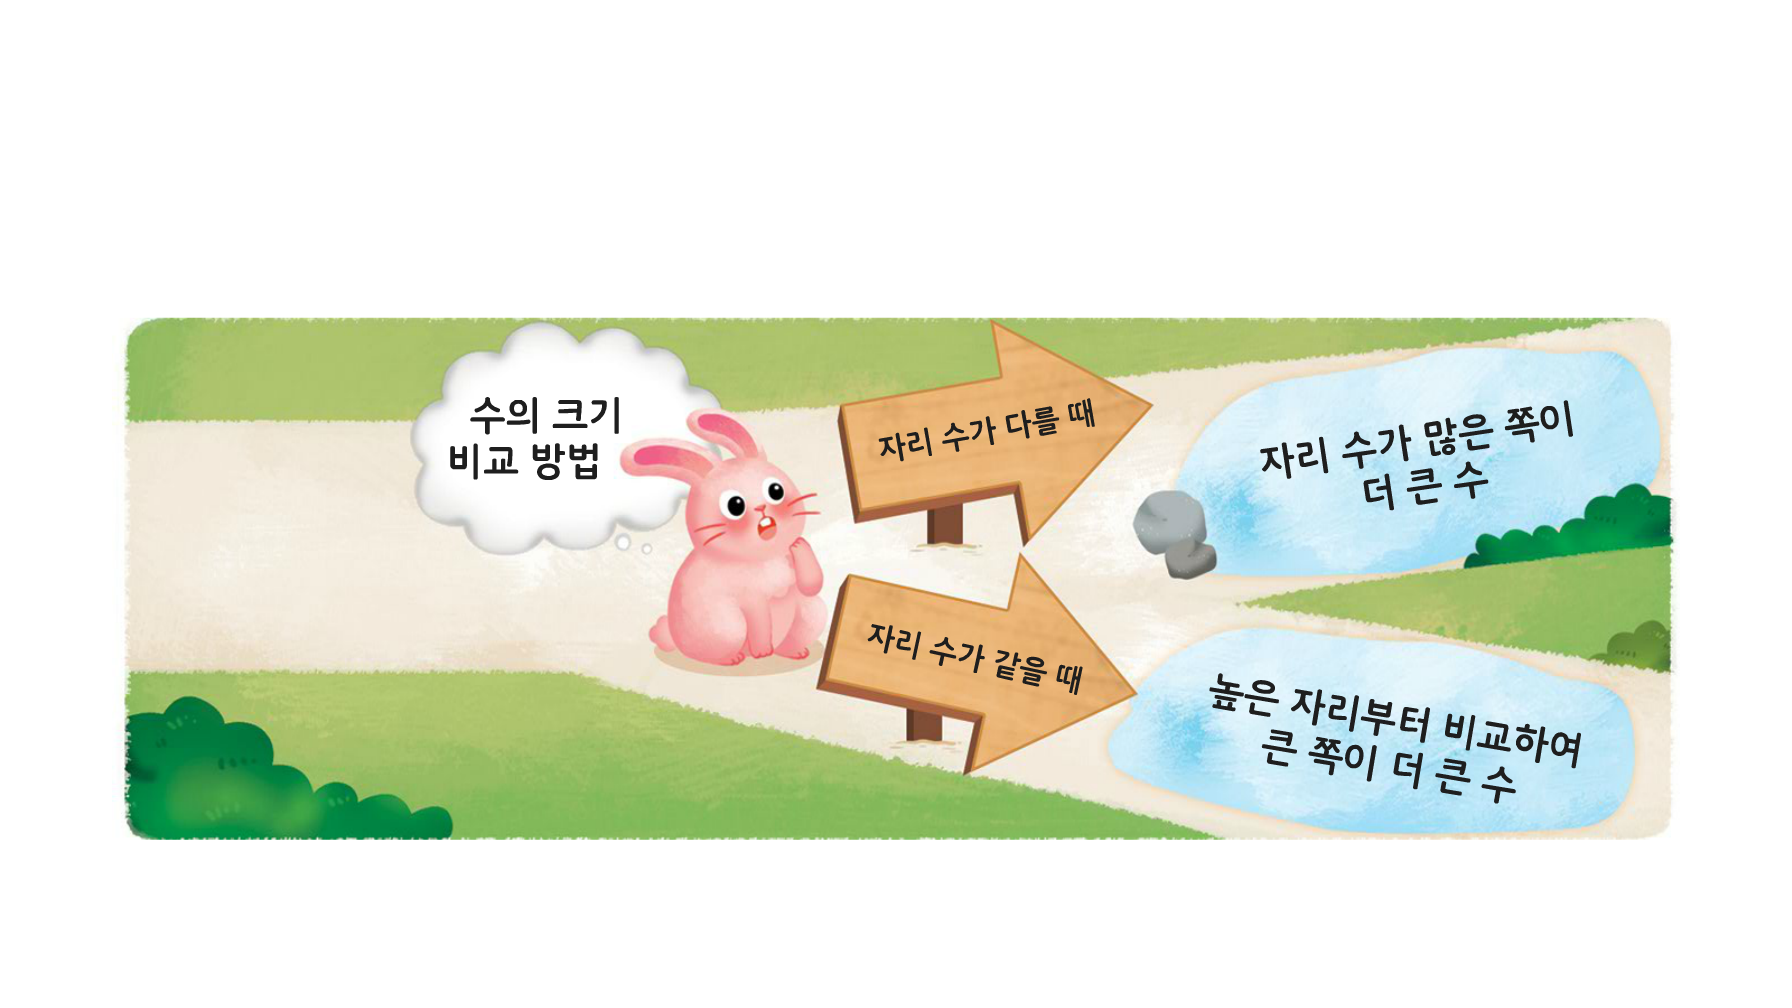 수의 크기
비교 방법
자리 수가 다를 때
자리 수가 많은 쪽이
더 큰 수
자리 수가 같을 때
높은 자리부터 비교하여
큰 쪽이 더 큰 수